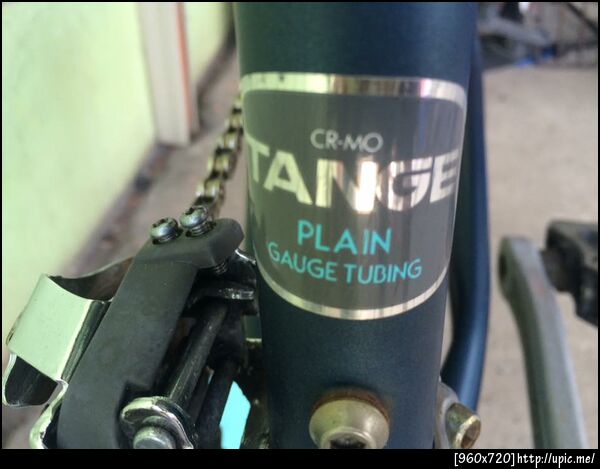 CR-MO
TANGE
PLAIN
GAUGE TUBING
[960x720]http://upic.me/